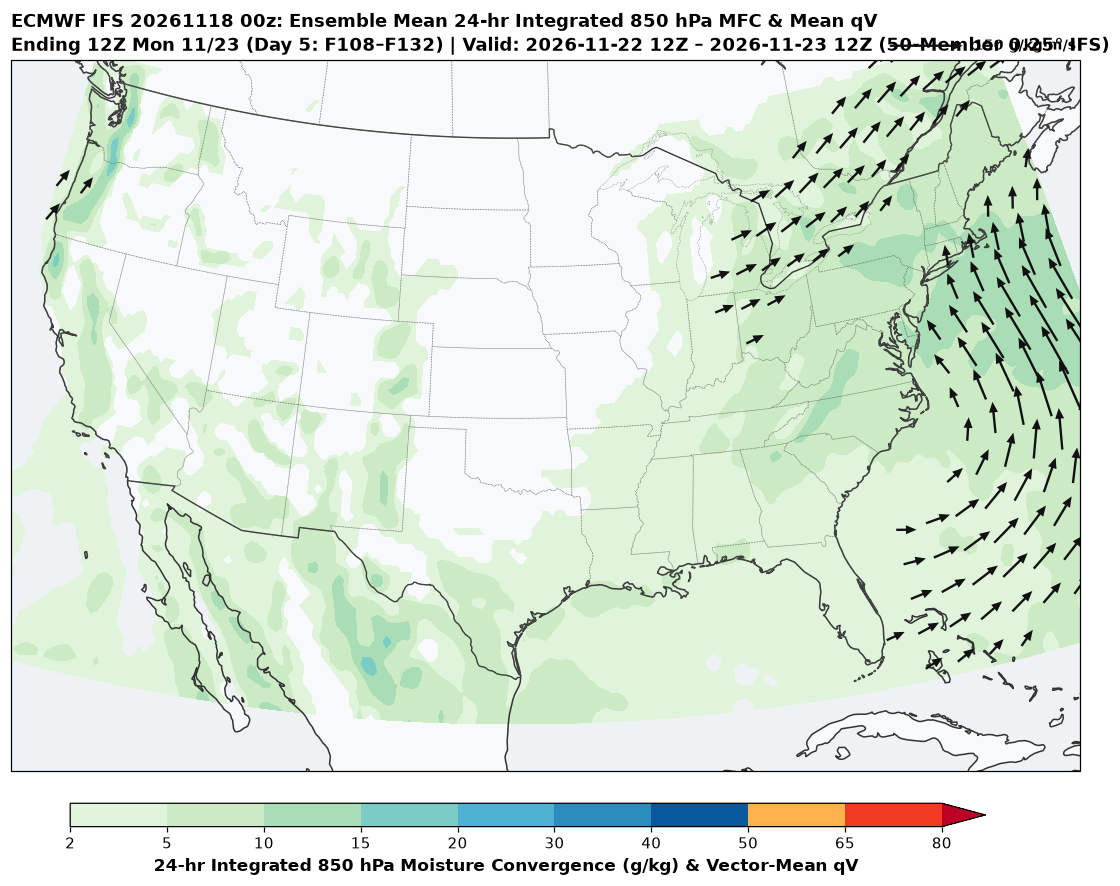 ECMWF IFS 20261118 00z: Ensemble Mean 24-hr Integrated 850 hPa MFC & Mean qV
Ending 12Z Mon 11/23 (Day 5: F108–F132) | Valid: 2026-11-22 12Z – 2026-11-23 12Z (50-Member 0.25° IFS)
150 g/kg·m/s
2 5 10 15 20 30 40 50 65 80
24-hr Integrated 850 hPa Moisture Convergence (g/kg) & Vector-Mean qV